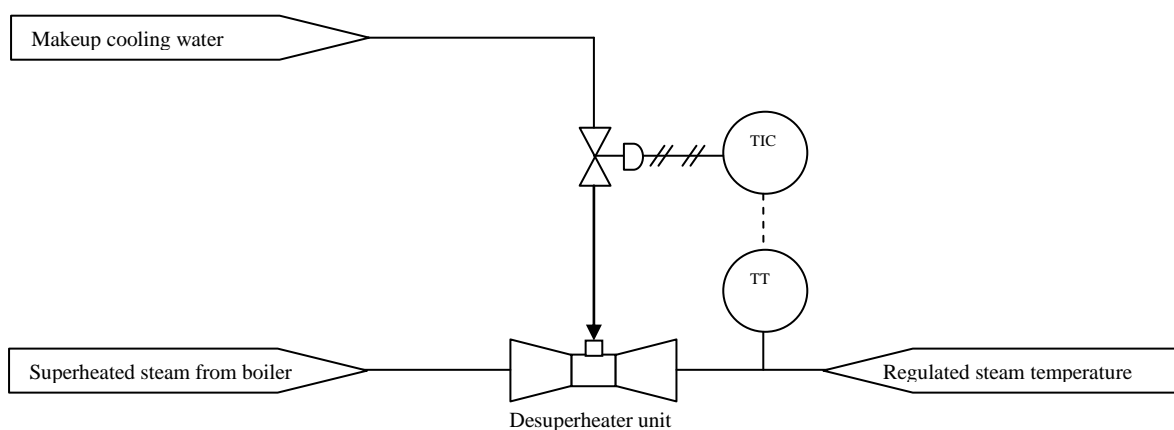 Makeup cooling water
TIC
TT
Superheated steam from boiler
Regulated steam temperature
Desuperheater unit